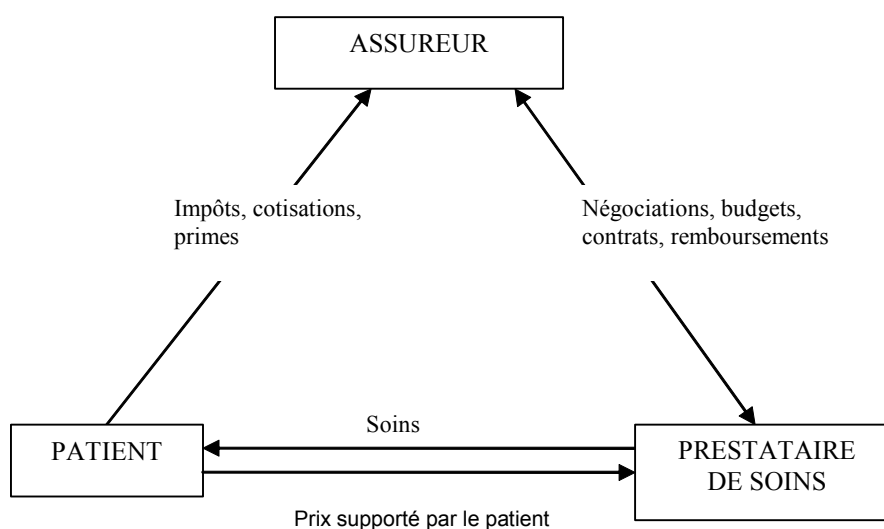 ASSUREUR
Impôts, cotisations,
primes
Négociations, budgets,
contrats, remboursements
Soins
PATIENT
PRESTATAIRE
DE SOINS
Prix supporté par le patient